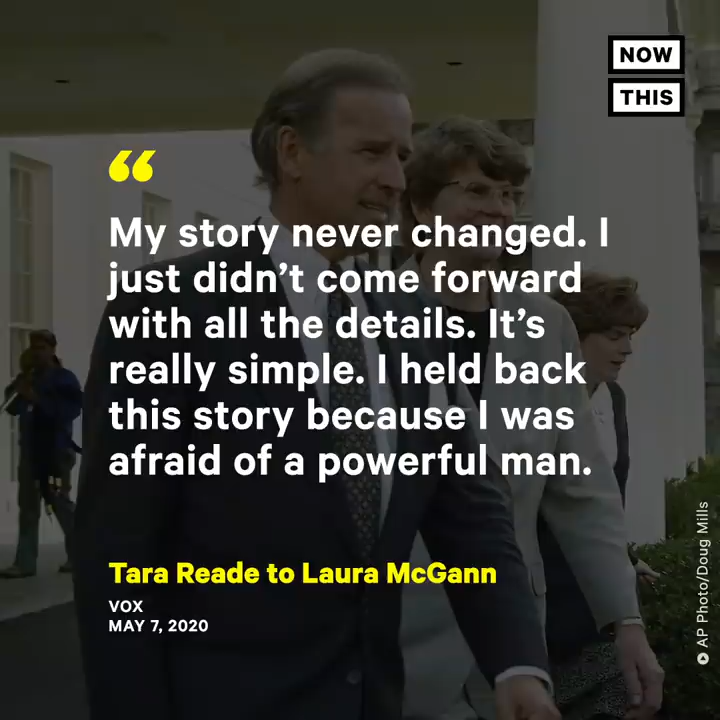 NOW
THIS
“
My story never changed. I
just didn’t come forward
with all the details. It’s
really simple. I held back
this story because I was
afraid of a powerful man.
Tara Reade to Laura McGann
VOX
MAY 7, 2020
AP Photo/Doug Mills